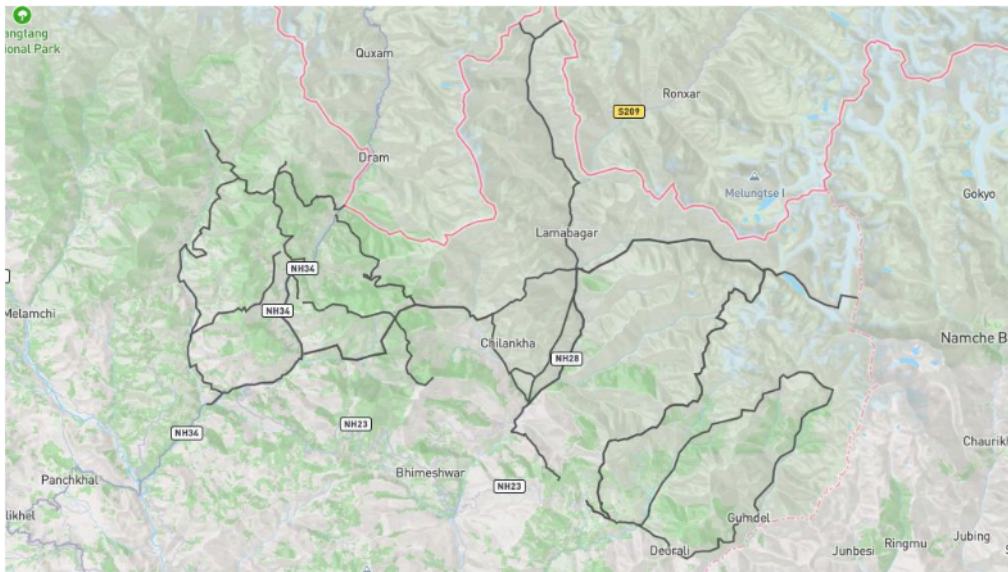 angtang
ional Park
Quxam
Ronxar
S209
Dram
Melungtse I
Gokyo
Lamabagar
NH34
NH34
Melamchi
Namche B
Chilankha
NH28
NH23
NH34
Chaurikh
Bhimeshwar
Panchkhal
NH23
likhel
Gumdel
Jubing
Ringmu
Deurali
Junbesi